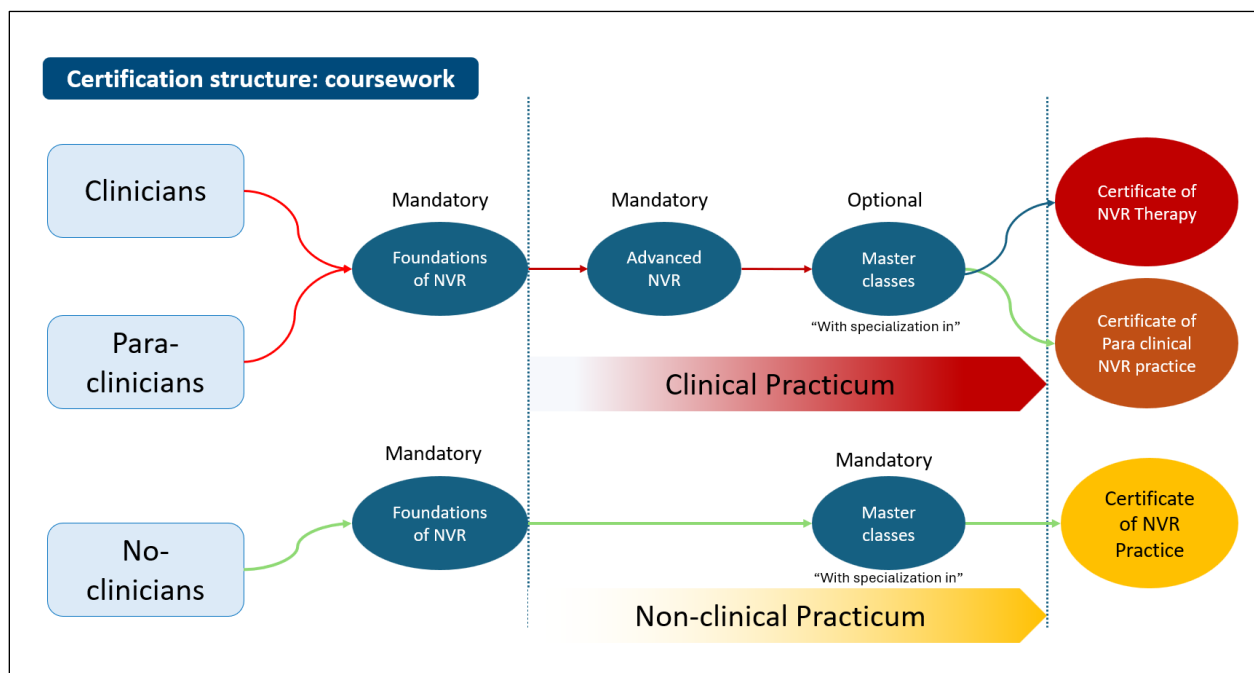 Certification structure: coursework
Clinicians
Para-
clinicians
Mandatory
Foundations
of NVR
Mandatory
Advanced
NVR
Optional
Master
classes
“With specialization in”
Certificate of
NVR Therapy
Certificate of
Para clinical
NVR practice
Clinical Practicum
No-
clinicians
Mandatory
Foundations
of NVR
Mandatory
Master
classes
“With specialization in”
Certificate
of NVR
Practice
Non-clinical Practicum